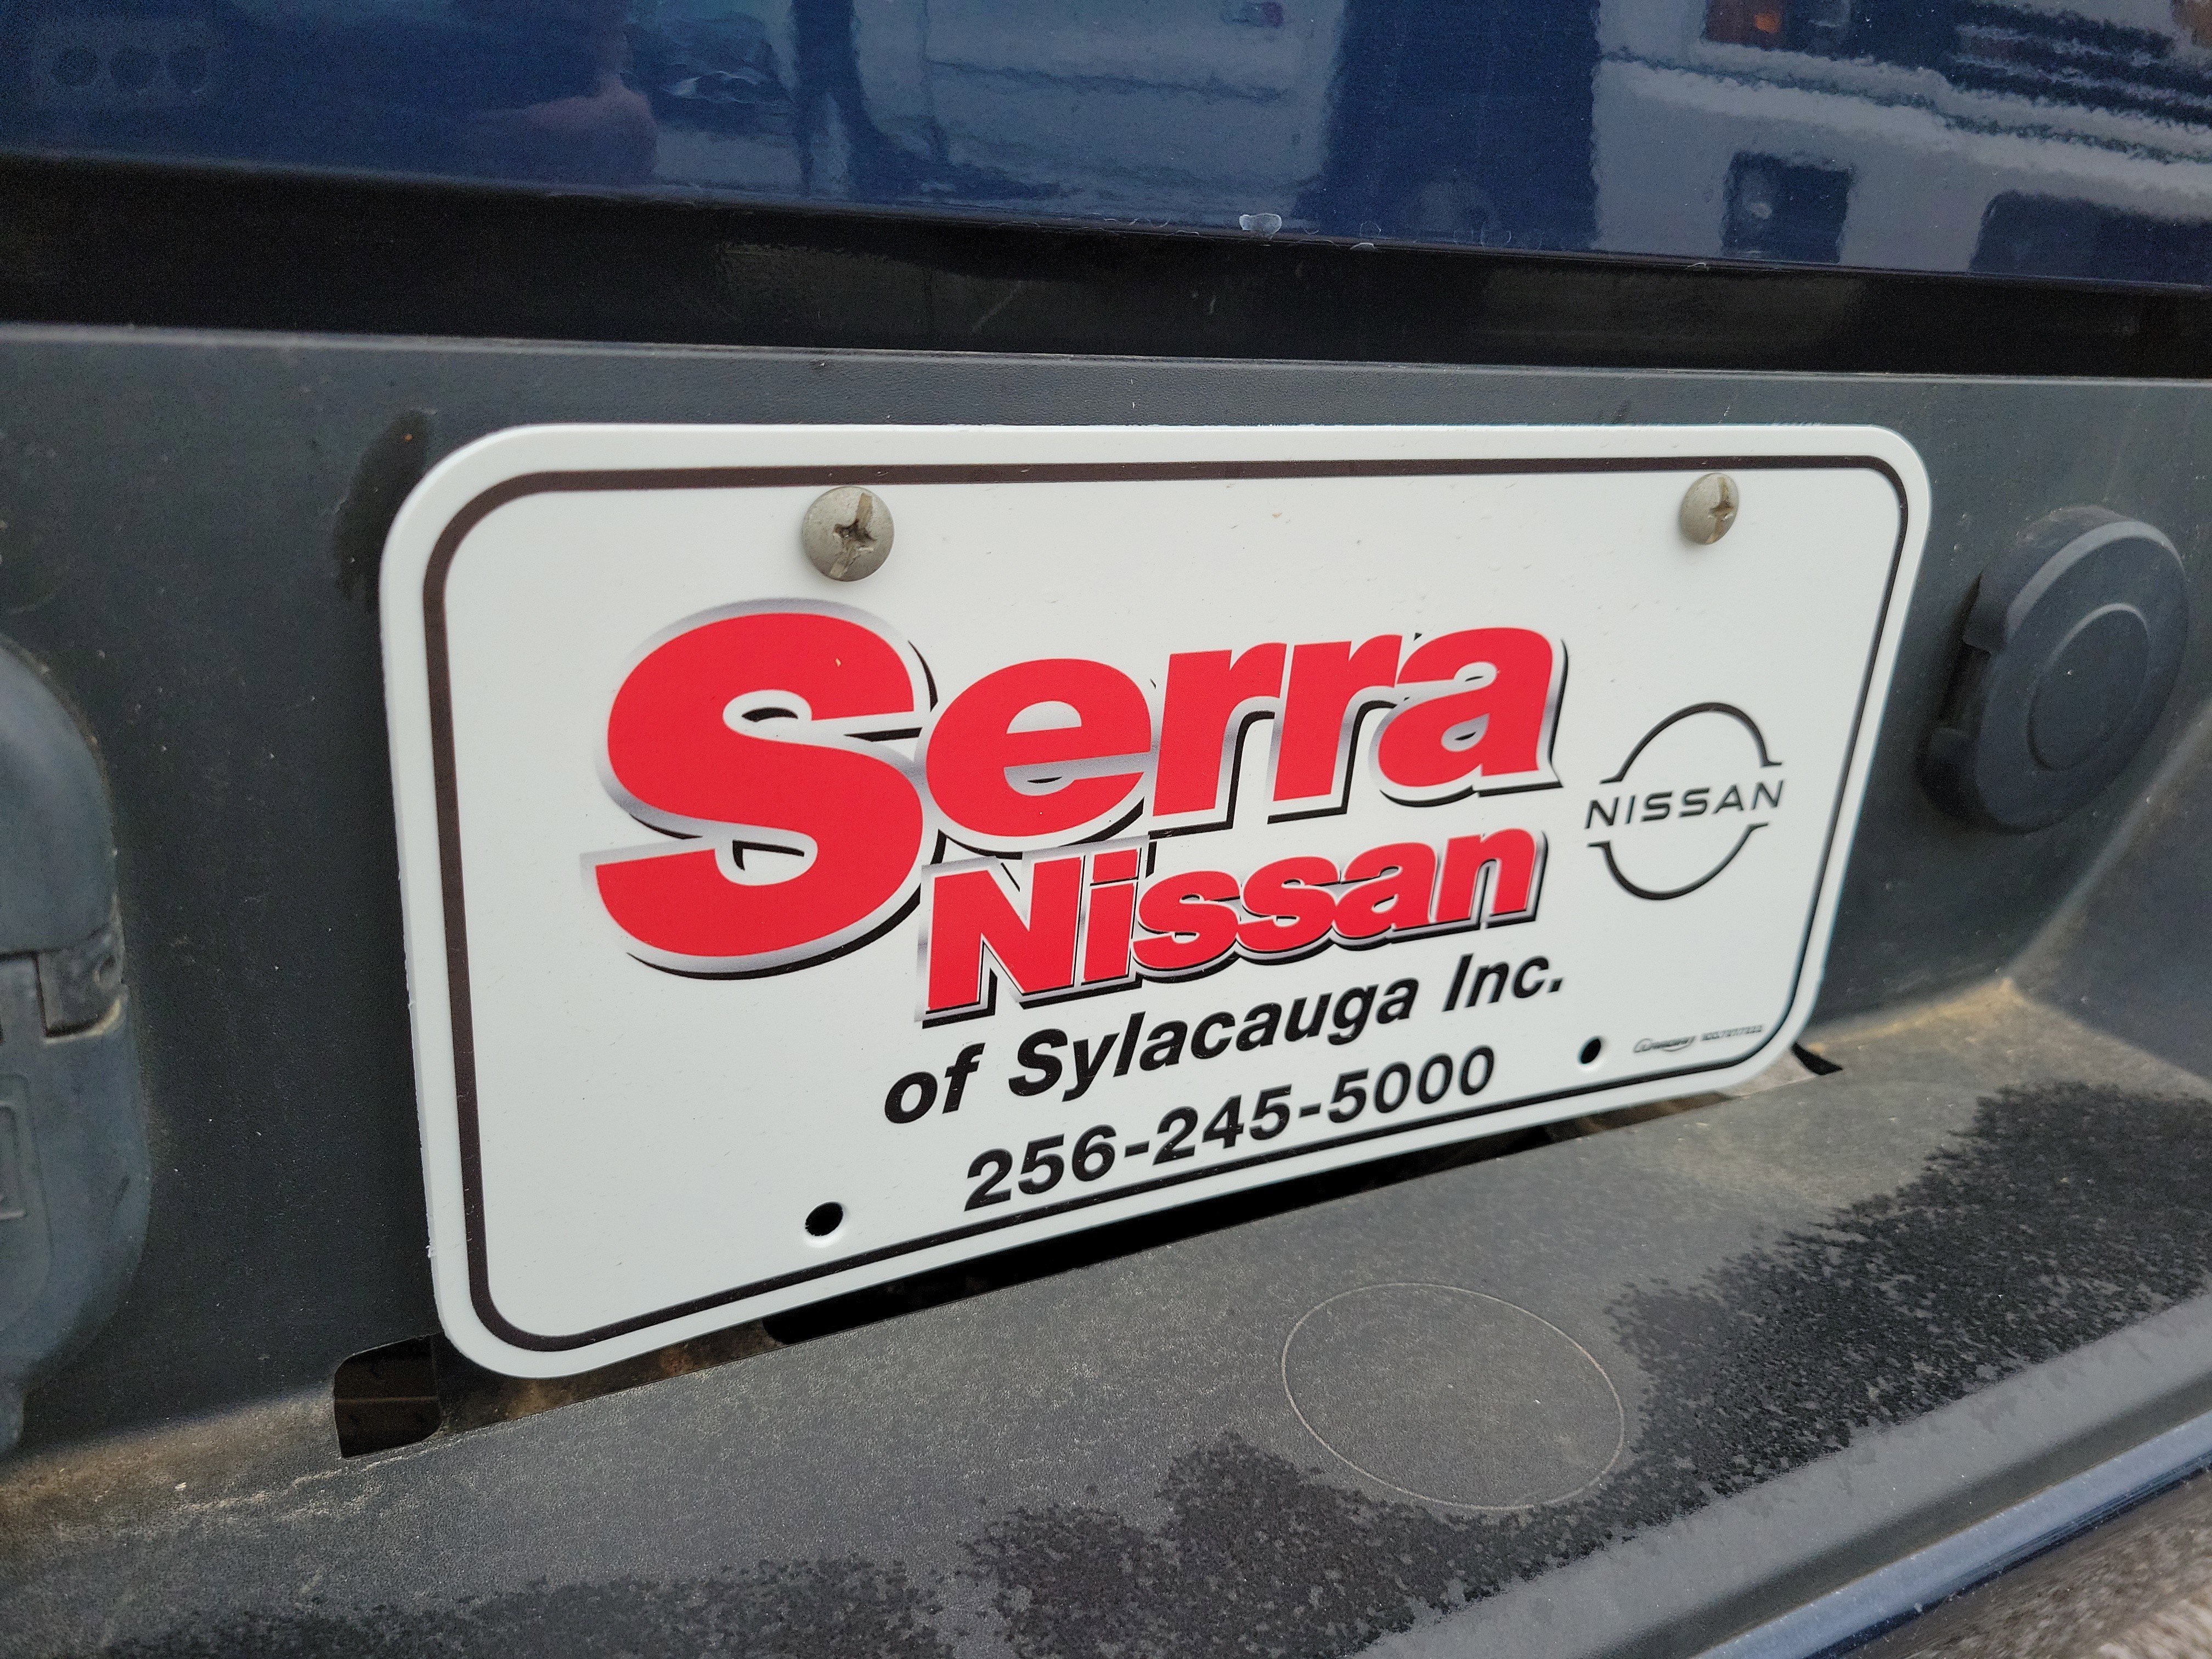 Serra
Nissan
NISSAN
of Sylacauga Inc.
256-245-5000